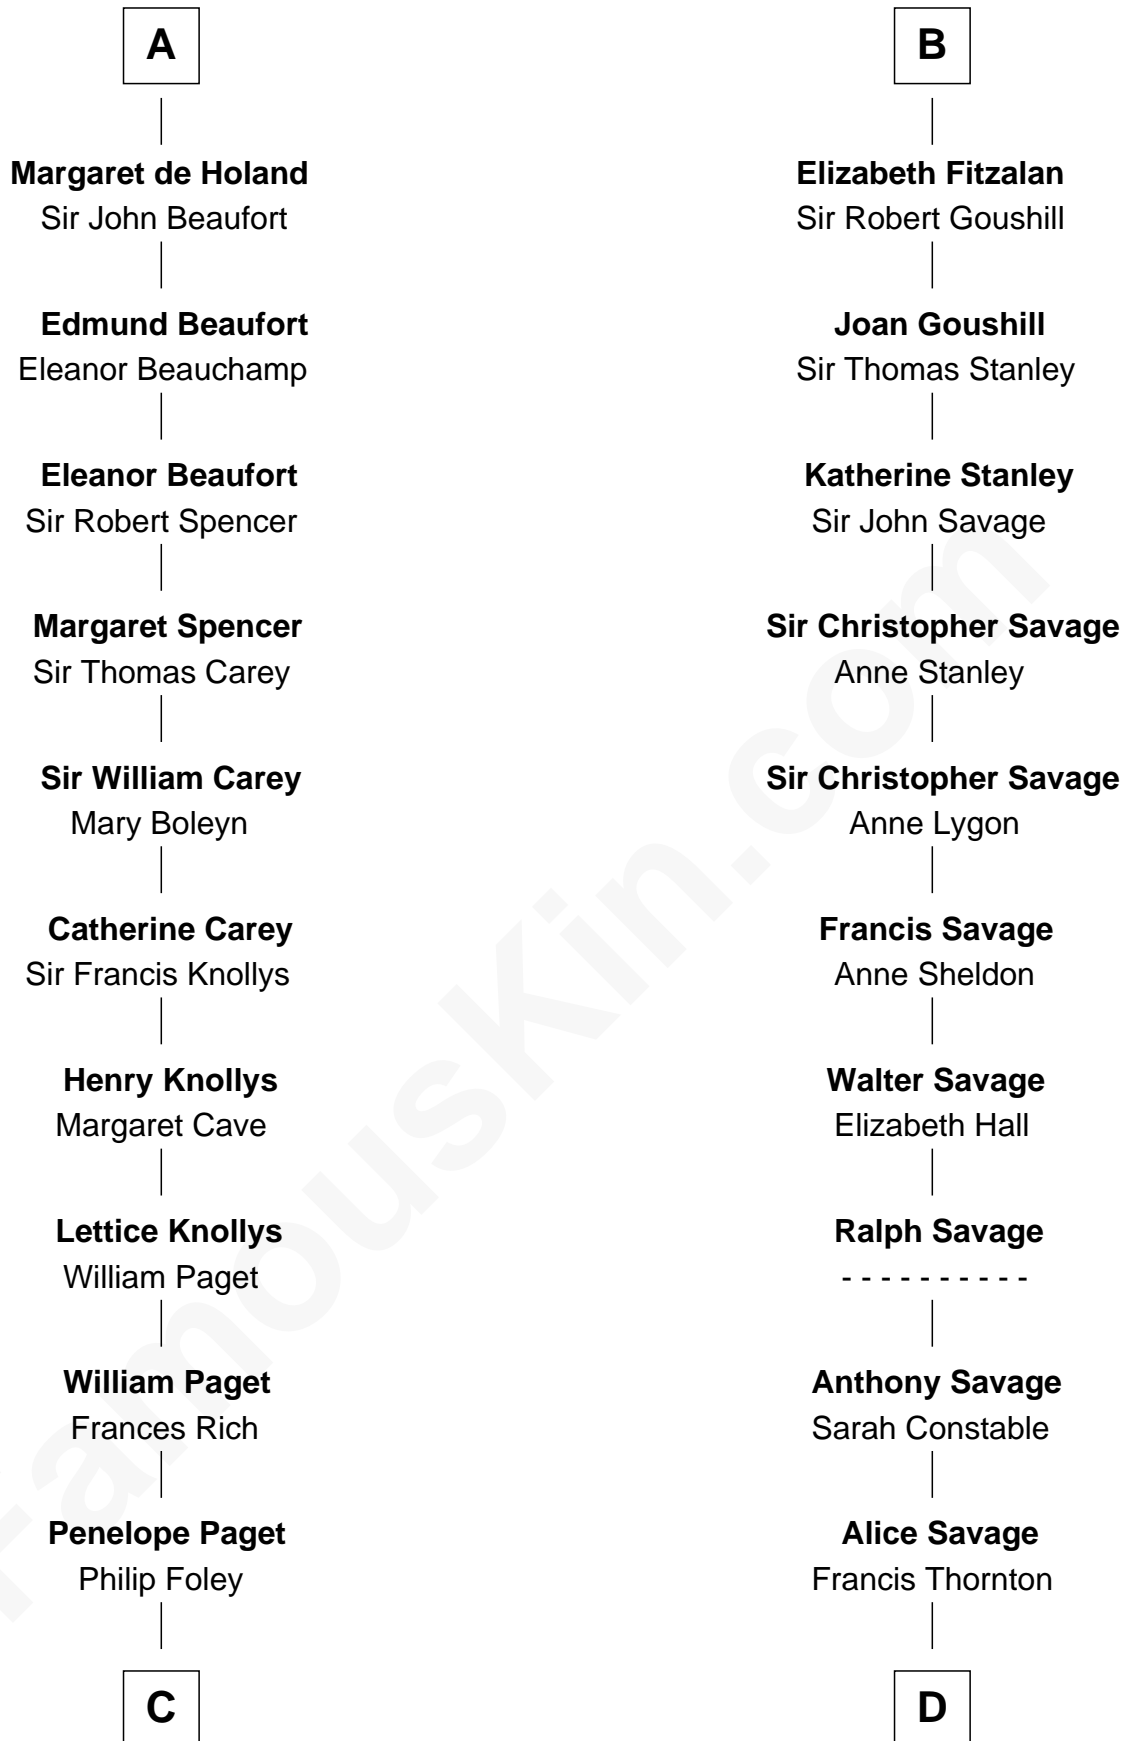 A
Margaret de Holand
Sir John Beaufort
Edmund Beaufort
Eleanor Beauchamp
Eleanor Beaufort
Sir Robert Spencer
Margaret Spencer
Sir Thomas Carey
Sir William Carey
Mary Boleyn
Catherine Carey
Sir Francis Knollys
Henry Knollys
Margaret Cave
Lettice Knollys
William Paget
William Paget
Frances Rich
Penelope Paget
Philip Foley
C
B
Elizabeth Fitzalan
Sir Robert Goushill
Joan Goushill
Sir Thomas Stanley
Katherine Stanley
Sir John Savage
Sir Christopher Savage
Anne Stanley
Sir Christopher Savage
Anne Lygon
Francis Savage
Anne Sheldon
Walter Savage
Elizabeth Hall
Ralph Savage
- - - - - - - - - -
Anthony Savage
Sarah Constable
Alice Savage
Francis Thornton
D
FamousKin.com